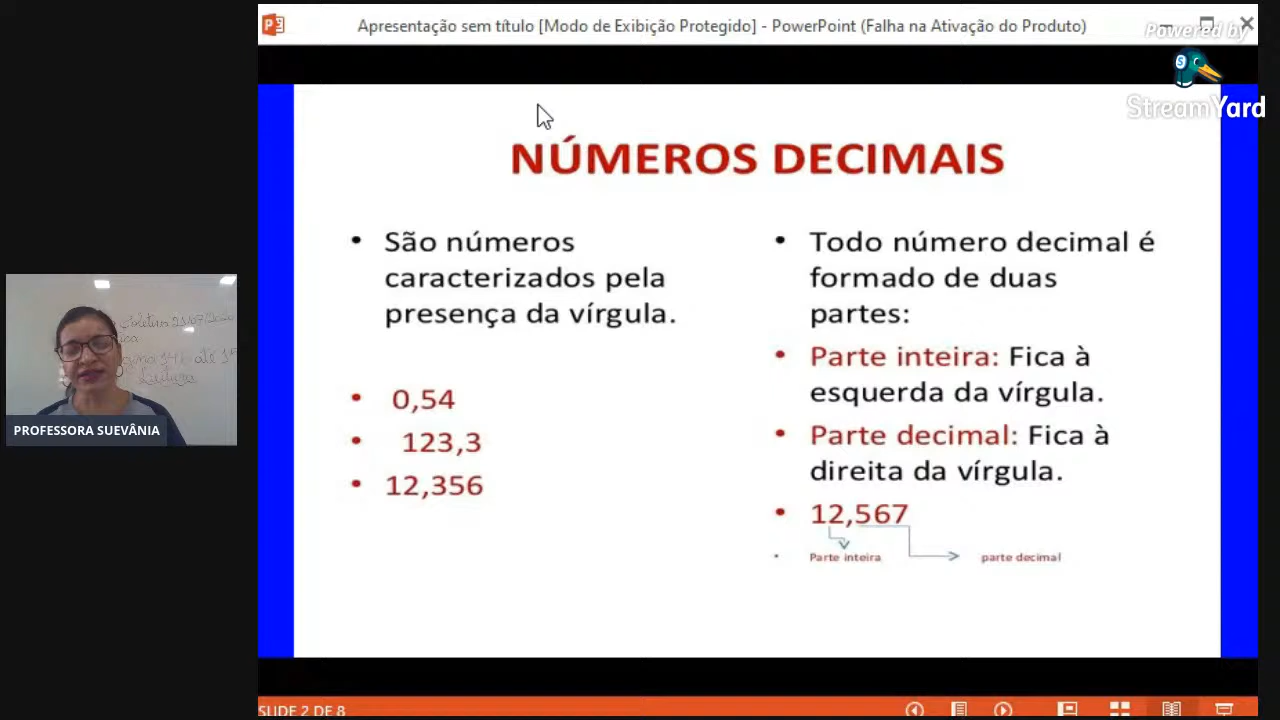 Apresentação sem título [Modo de Exibição Protegido] - PowerPoint (Falha na Ativação do Produto)
Powered by
StreamYard
NÚMEROS DECIMAIS
• São números
caracterizados pela
presença da vírgula.
• 0,54
• 123,3
• 12,356
• Todo número decimal é
formado de duas
partes:
• Parte inteira: Fica à
esquerda da vírgula.
• Parte decimal: Fica à
direita da vírgula.
• 12,567
• Parte inteira parte decimal
PROFESSORA SUEVÂNIA
SLIDE 2 DE 8